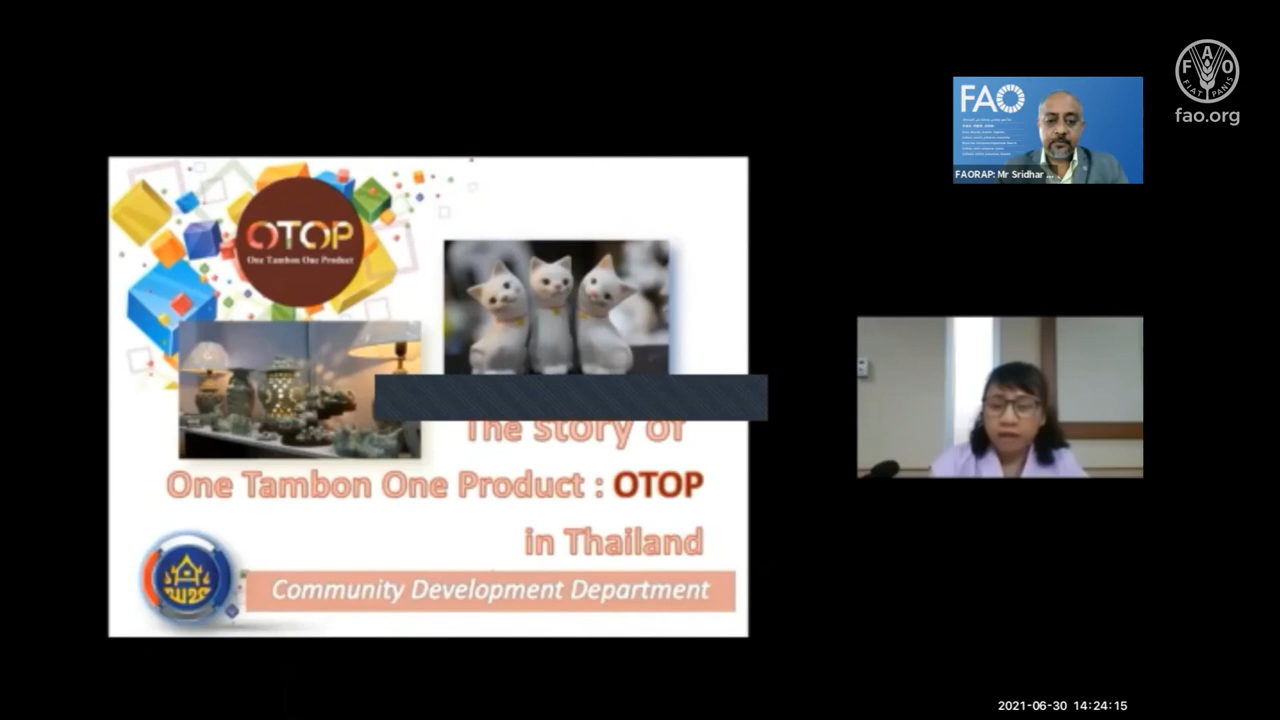 FAO
FIAT PANIS
fao.org
FAO
FAORAP: Mr Sridhar ...
OTOP
One Tambon One Product
The Story Of
One Tambon One Product : OTOP
in Thailand
Community Development Department
2021-06-30 14:24:15